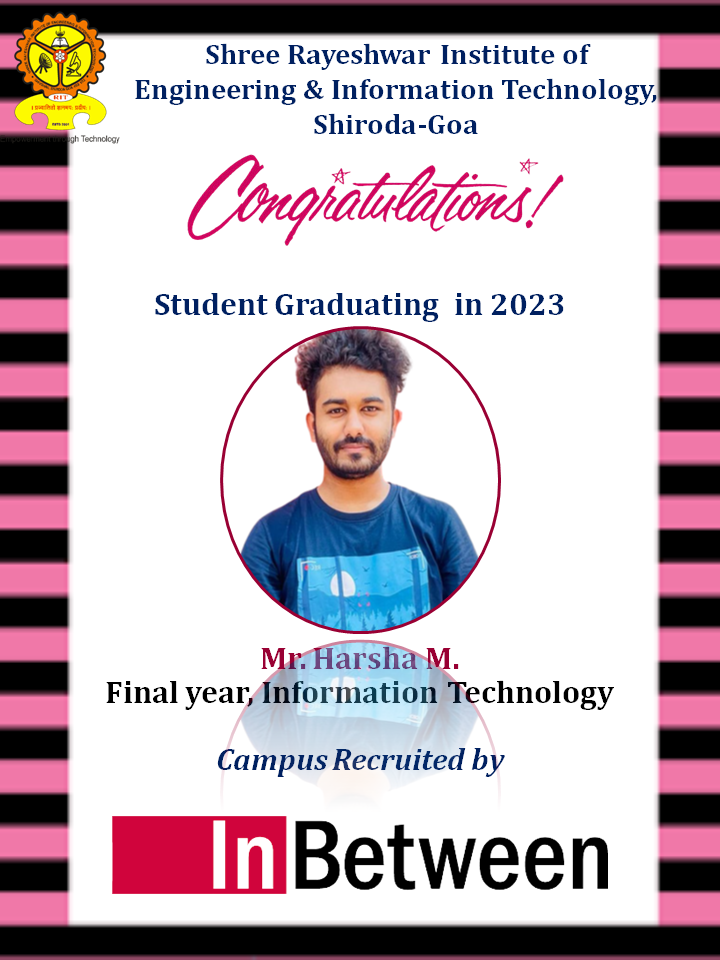 Shree Rayeshwar Institute of
Engineering & Information Technology,
Shiroda-Goa
RIT
Congratulations!
Student Graduating in 2023
Mr. Harsha M.
Final year, Information Technology
Campus Recruited by
InBetween